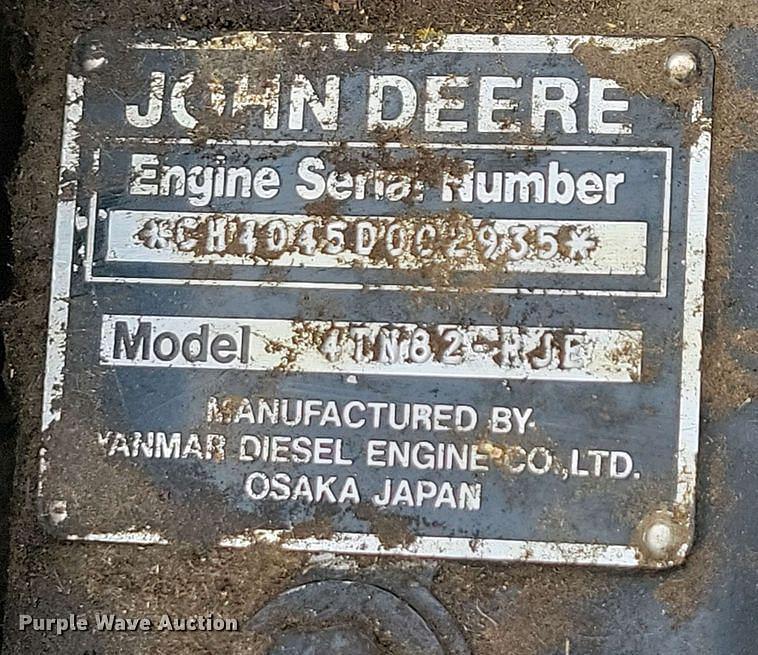 JOHN DEERE
Engine Serial Number
*CH4D45D002935*
Model 4TN82-RJE
MANUFACTURED BY
YANMAR DIESEL ENGINE CO.,LTD.
OSAKA JAPAN
Purple Wave Auction